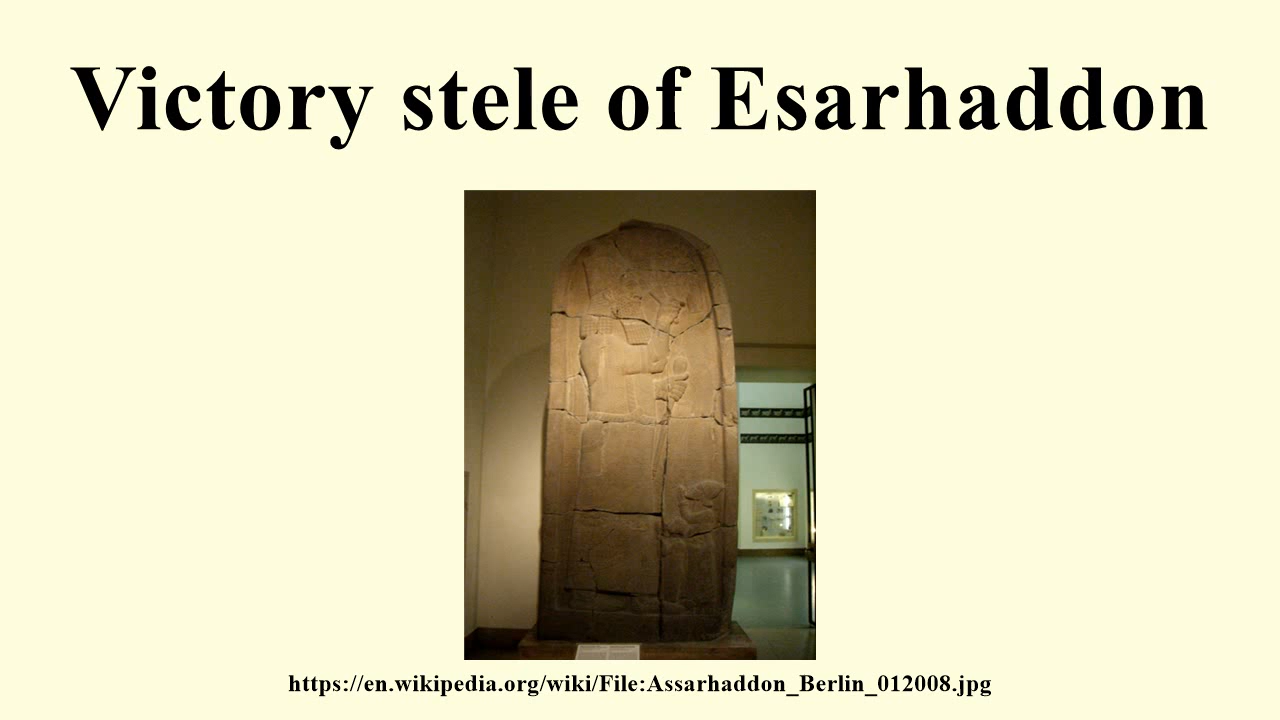 Victory stele of Esarhaddon
https://en.wikipedia.org/wiki/File:Assarhaddon_Berlin_012008.jpg